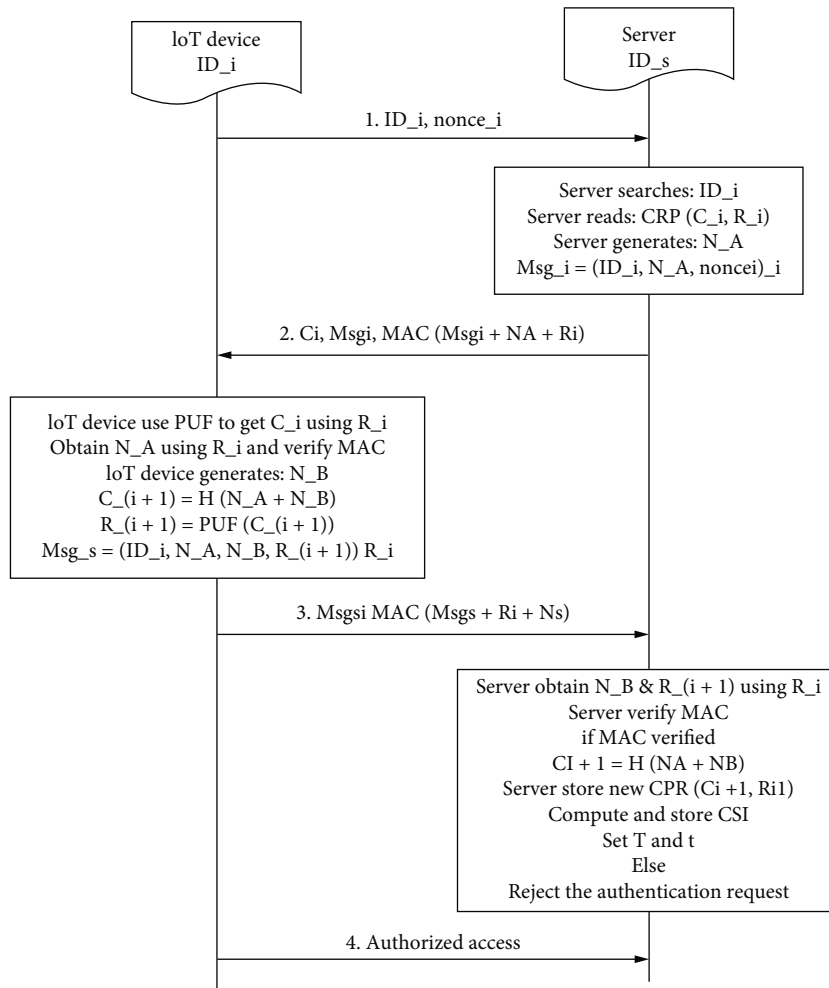 IoT device
ID_i
Server
ID_s
1. ID_i, nonce_i
Server searches: ID_i
Server reads: CRP (C_i, R_i)
Server generates: N_A
Msg_i = (ID_i, N_A, noncei)_i
2. Ci, Msgi, MAC (Msgi + NA + Ri)
IoT device use PUF to get C_i using R_i
Obtain N_A using R_i and verify MAC
IoT device generates: N_B
C_(i + 1) = H (N_A + N_B)
R_(i + 1) = PUF (C_(i + 1))
Msg_s = (ID_i, N_A, N_B, R_(i + 1)) R_i
3. Msgsi MAC (Msgs + Ri + Ns)
Server obtain N_B & R_(i + 1) using R_i
Server verify MAC
if MAC verified
CI + 1 = H (NA + NB)
Server store new CPR (Ci +1, Ri1)
Compute and store CSI
Set T and t
Else
Reject the authentication request
4. Authorized access